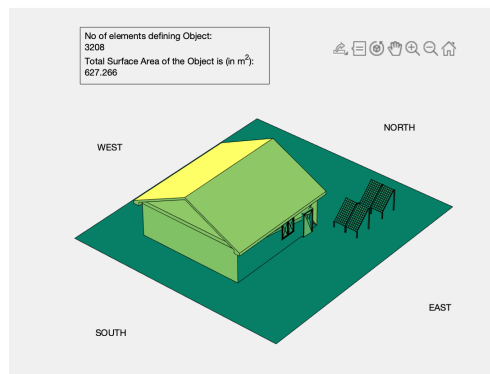 No of elements defining Object:
3208
Total Surface Area of the Object is (in m²):
627.266
NORTH
WEST
EAST
SOUTH